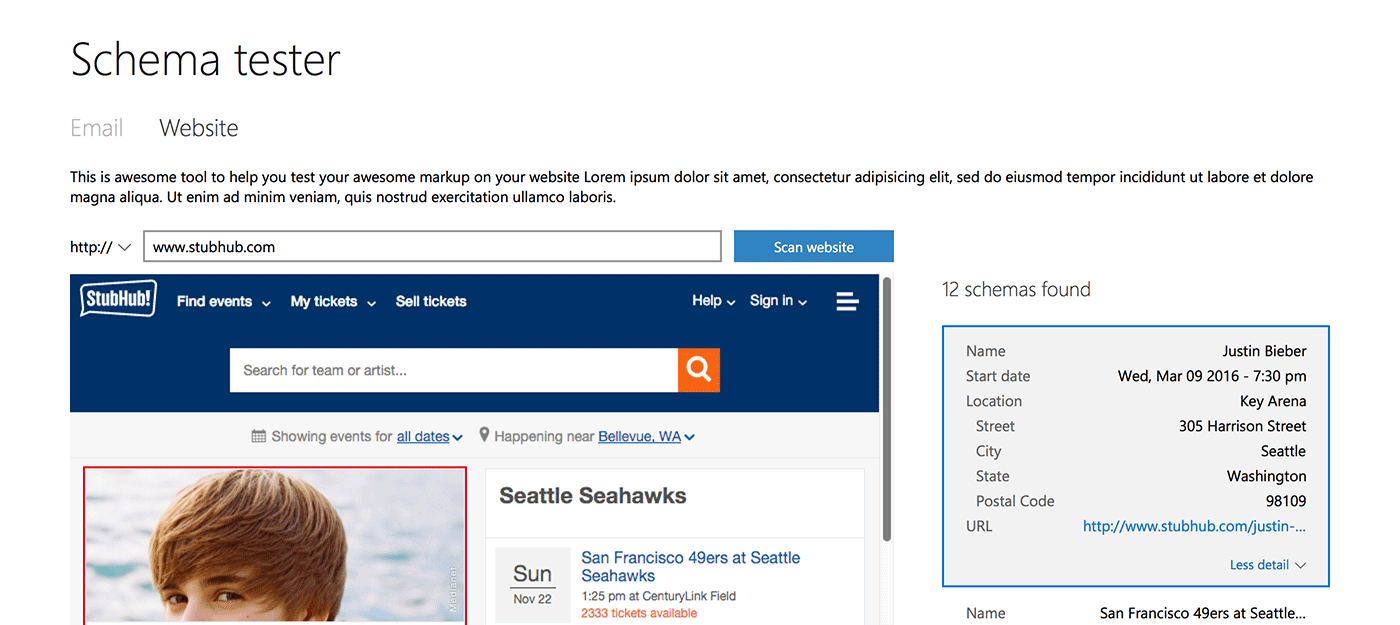 Schema tester
Email Website
This is awesome tool to help you test your awesome markup on your website Lorem ipsum dolor sit amet, consectetur adipisicing elit, sed do eiusmod tempor incididunt ut labore et dolore
magna aliqua. Ut enim ad minim veniam, quis nostrud exercitation ullamco laboris.
http:// www.stubhub.com Scan website
StubHub! Find events My tickets Sell tickets Help Sign in
Search for team or artist...
Showing events for all dates Happening near Bellevue, WA
Medianet
Seattle Seahawks
Sun
Nov 22
San Francisco 49ers at Seattle
Seahawks
1:25 pm at CenturyLink Field
2333 tickets available
12 schemas found
Name Justin Bieber
Start date Wed, Mar 09 2016 - 7:30 pm
Location Key Arena
Street 305 Harrison Street
City Seattle
State Washington
Postal Code 98109
URL http://www.stubhub.com/justin-...
Less detail
Name San Francisco 49ers at Seattle...